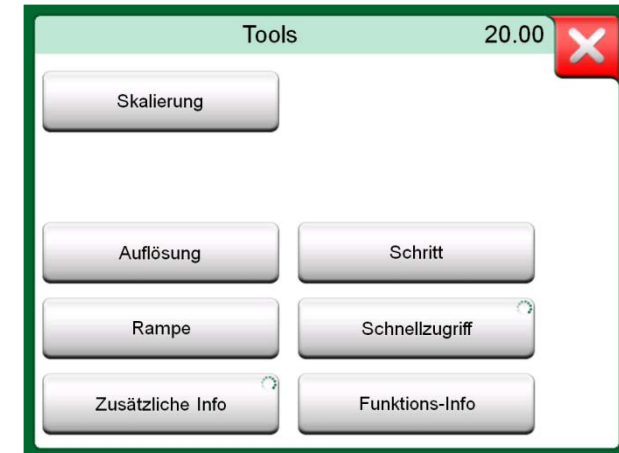 Tools 20.00
Skalierung
Auflösung Schritt
Rampe Schnellzugriff
Zusätzliche Info Funktions-Info